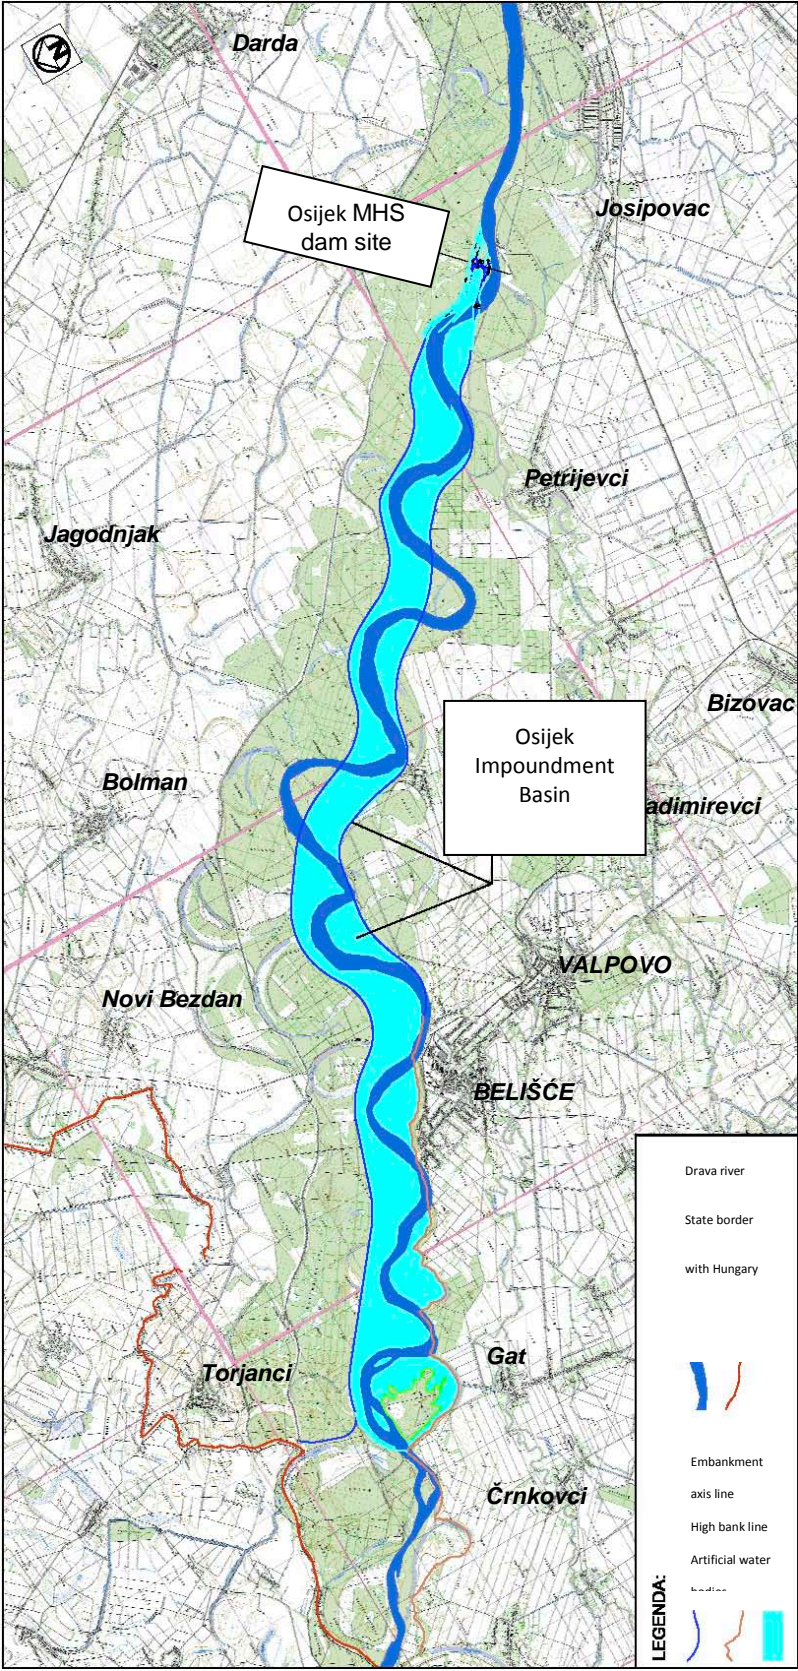 N
Darda
Osijek MHS
dam site
Josipovac
Petrijevci
Jagodnjak
Bizovac
Osijek
Impoundment
Basin
Bolman
adimirevci
VALPOVO
Novi Bezdan
BELIŠĆE
Drava river
State border
with Hungary
Gat
Torjanci
Embankment
axis line
Črnkovci
High bank line
Artificial water
LEGENDA: